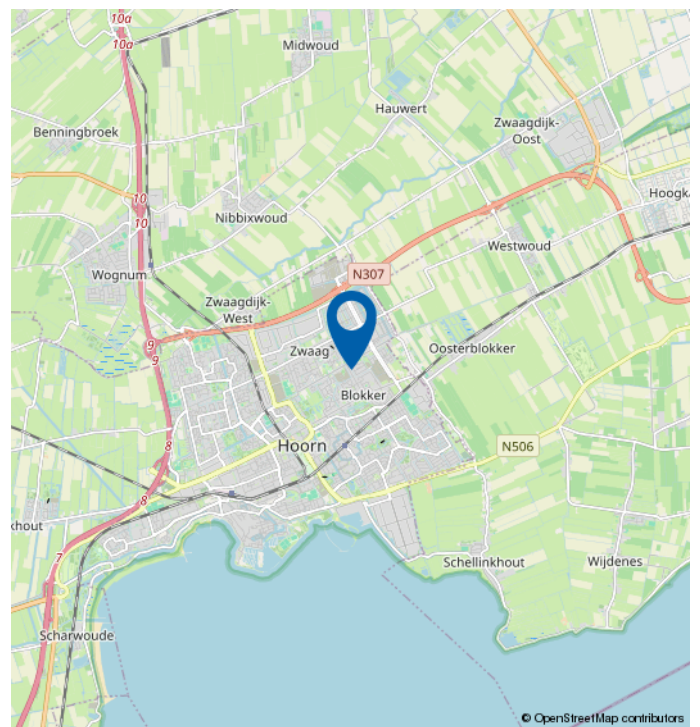 10a
10a
Midwoud
Hauwert
Zwaagdijk-
Oost
Benningbroek
10
10
Nibbixwoud
Hoogka
Westwoud
Wognum
N307
Zwaagdijk-
West
9
9
Zwaag
Oosterblokker
Blokker
Hoorn
N506
8
8
khout
7
Schellinkhout
Wijdenes
Scharwoude
© OpenStreetMap contributors